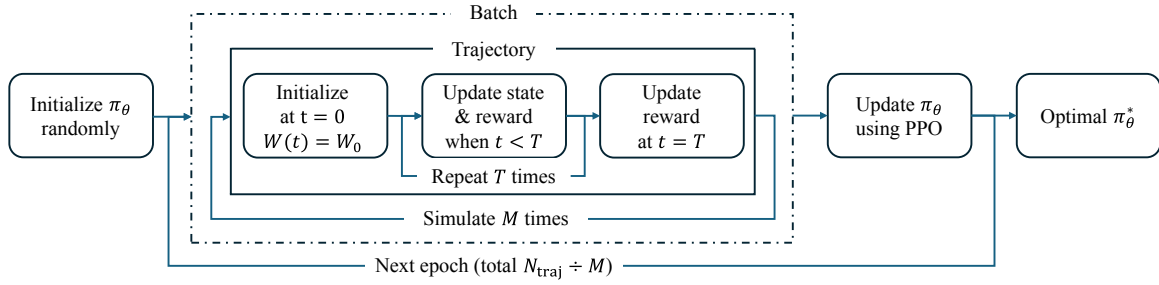 Batch
Trajectory
Initialize π_θ
randomly
Initialize
at t = 0
W(t) = W_0
Update state
& reward
when t < T
Update
reward
at t = T
Repeat T times
Simulate M times
Update π_θ
using PPO
Optimal π_θ^*
Next epoch (total N_traj ÷ M)